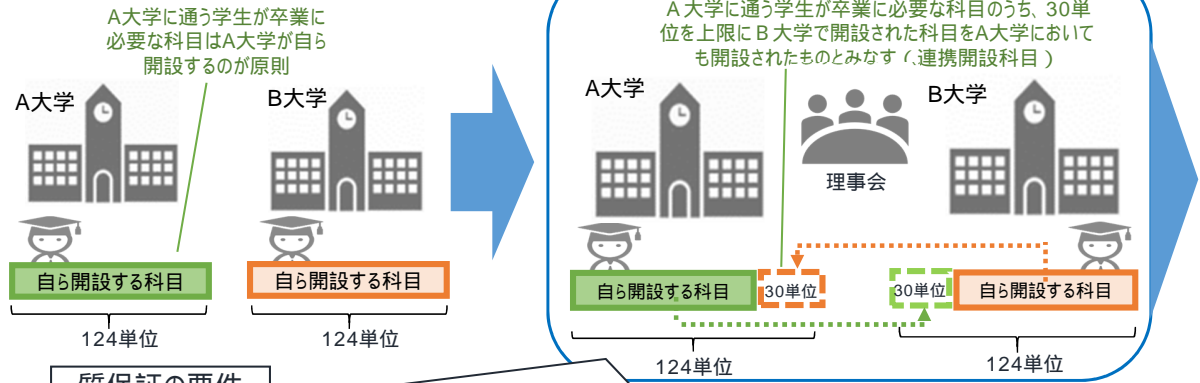 A大学に通う学生が卒業に
必要な科目はA大学が自ら
開設するのが原則
A大学
B大学
自ら開設する科目
自ら開設する科目
124単位
124単位
A大学に通う学生が卒業に必要な科目のうち、30単
位を上限にB大学で開設された科目をA大学において
も開設されたものとみなす(、連携開設科目)
A大学
B大学
理事会
自ら開設する科目
30単位
30単位
自ら開設する科目
124単位
124単位
質保証の要件